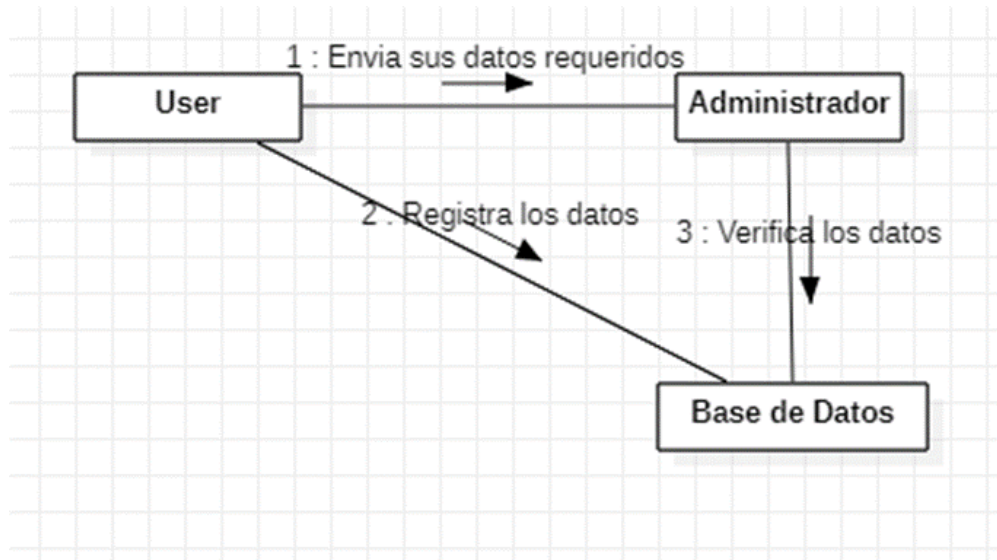 1 : Envia sus datos requeridos
User
Administrador
2 : Registra los datos
3 : Verifica los datos
Base de Datos